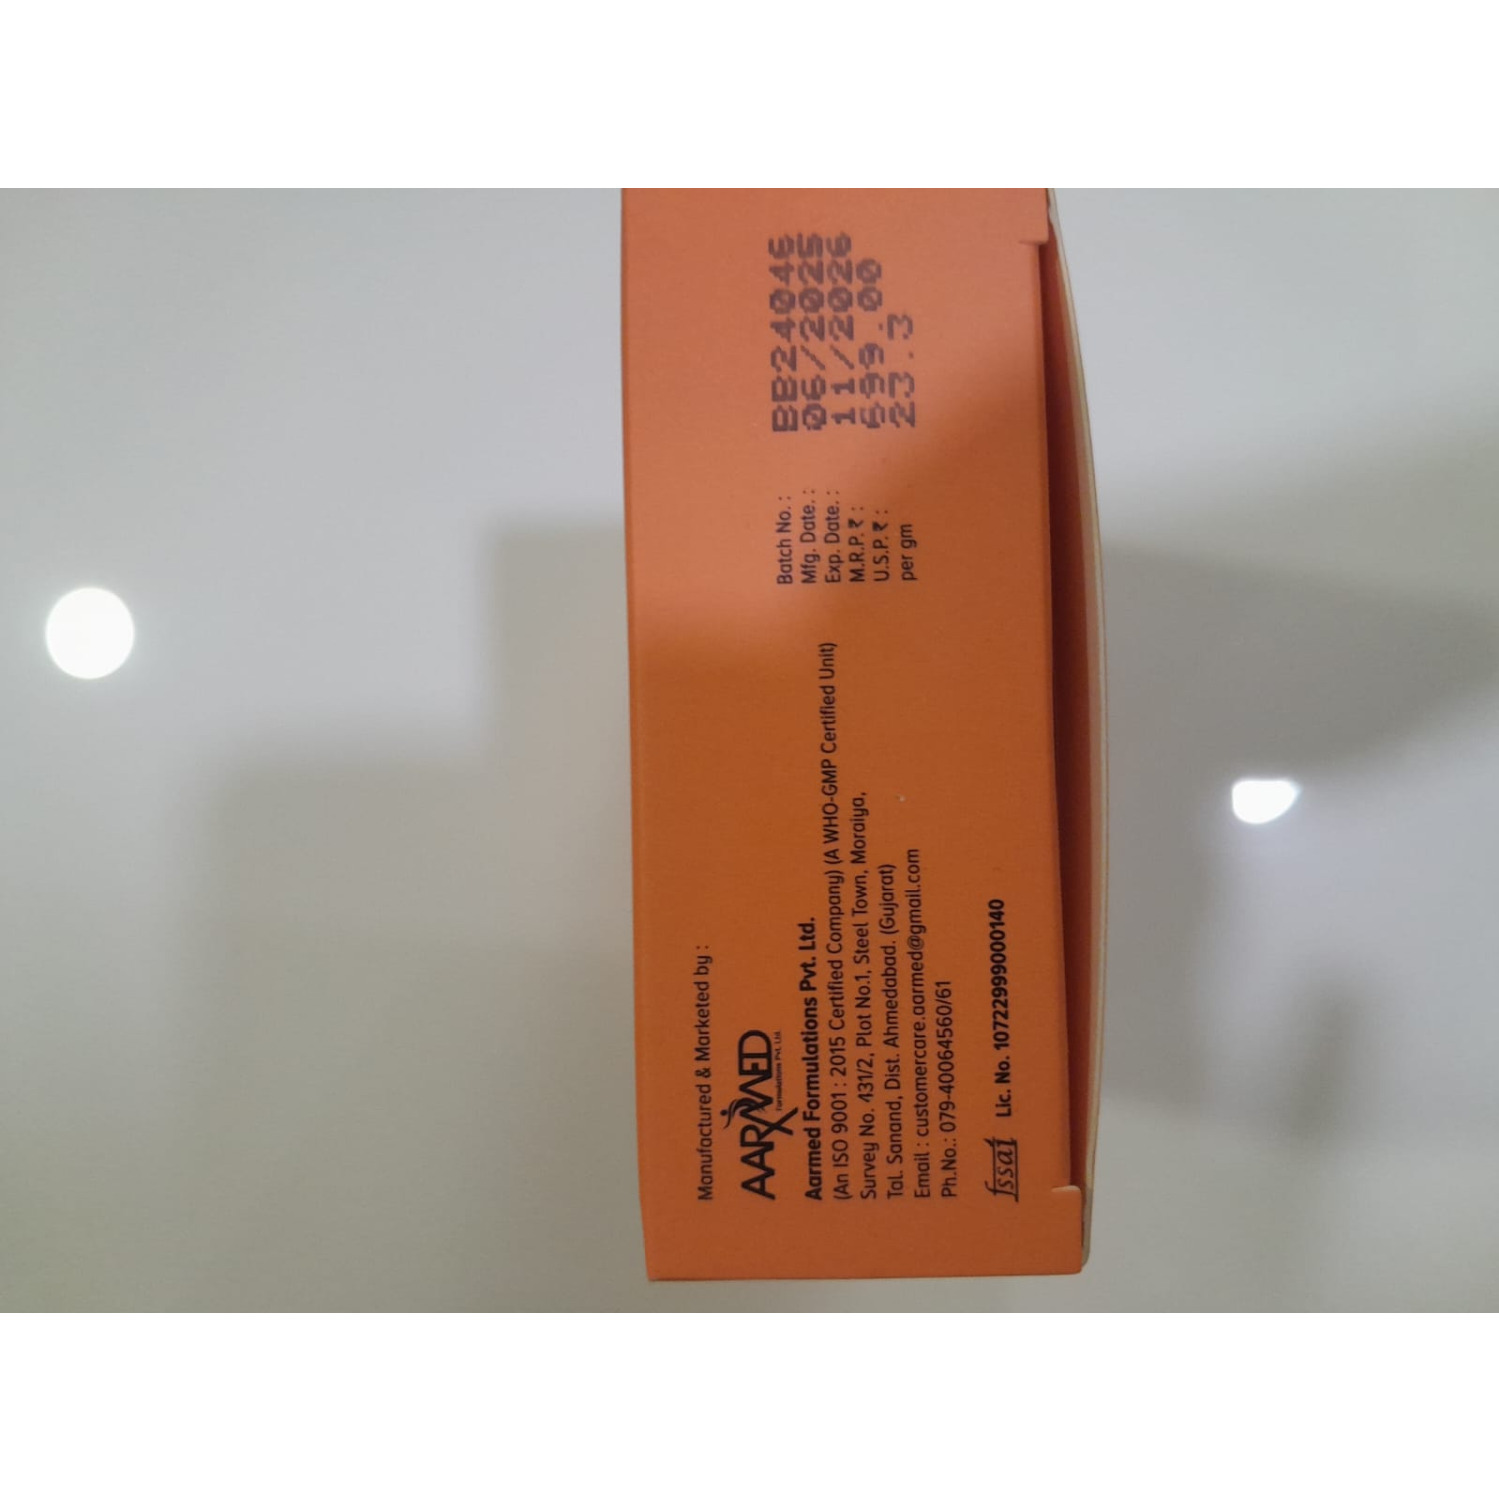 Manufactured & Marketed by :
AARMED
Formulations Pvt. Ltd.
Aarmed Formulations Pvt. Ltd.
(An ISO 9001 : 2015 Certified Company) (A WHO-GMP Certified Unit)
Survey No. 431/2, Plot No.1, Steel Town, Moraiya,
Tal. Sanand, Dist. Ahmedabad. (Gujarat)
Email : customercare.aarmed@gmail.com
Ph.No.: 079-40064560/61
fssai Lic. No. 10722999000140
Batch No. : BB24046
Mfg. Date. : 06/2025
Exp. Date. : 11/2026
M.R.P. ₹ : 699.00
U.S.P. ₹ : 23.3
per gm